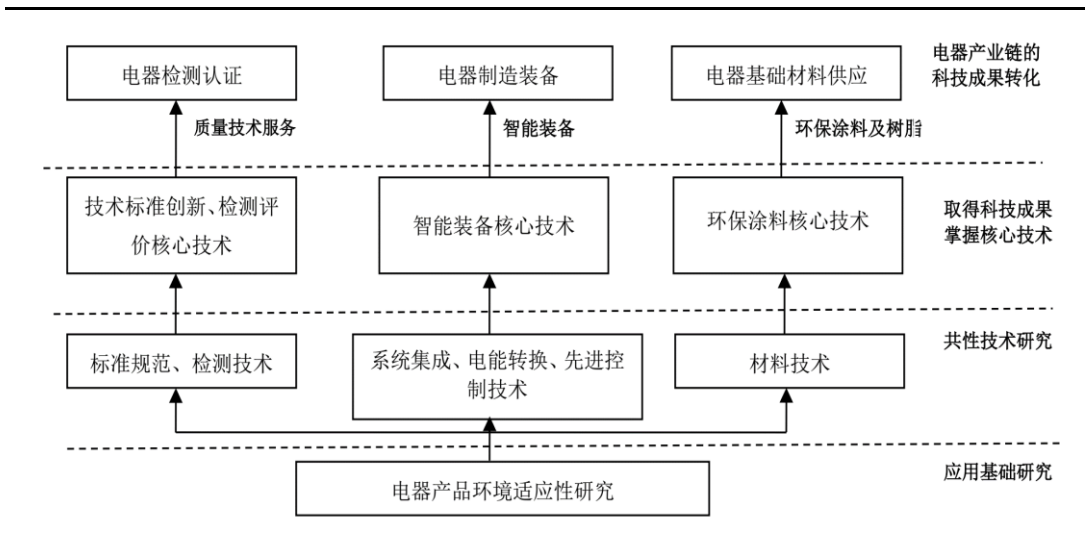 电器检测认证
电器制造装备
电器基础材料供应
电器产业链的
科技成果转化
质量技术服务
智能装备
环保涂料及树脂
技术标准创新、检测评
价核心技术
智能装备核心技术
环保涂料核心技术
取得科技成果
掌握核心技术
标准规范、检测技术
系统集成、电能转换、先进控
制技术
材料技术
共性技术研究
电器产品环境适应性研究
应用基础研究